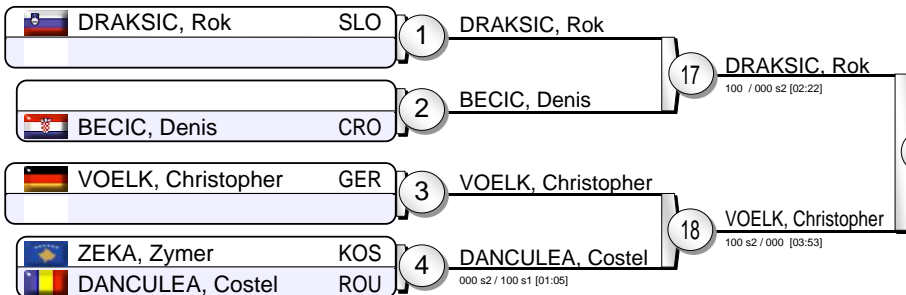 DRAKSIC, Rok SLO
1
DRAKSIC, Rok
BECIC, Denis CRO
2
BECIC, Denis
17
DRAKSIC, Rok
100 / 000 s2 [02:22]
VOELK, Christopher GER
3
VOELK, Christopher
ZEKA, Zymer KOS
DANCULEA, Costel ROU
4
DANCULEA, Costel
000 s2 / 100 s1 [01:05]
18
VOELK, Christopher
100 s2 / 000 [03:53]